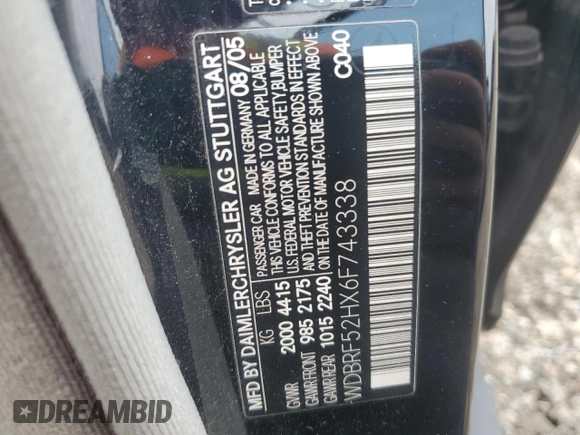 MFD BY DAIMLERCHRYSLER AG STUTTGART
PASSENGER CAR MADE IN GERMANY 08/05
THIS VEHICLE CONFORMS TO ALL APPLICABLE
U.S. FEDERAL MOTOR VEHICLE SAFETY,BUMPER
AND THEFT PREVENTION STANDARDS IN EFFECT
ON THE DATE OF MANUFACTURE SHOWN ABOVE
KG LBS
GVWR 2000 4415
GAWR FRONT 985 2175
GAWR REAR 1015 2240
C040
WDBRF52HX6F743338
DREAMBID